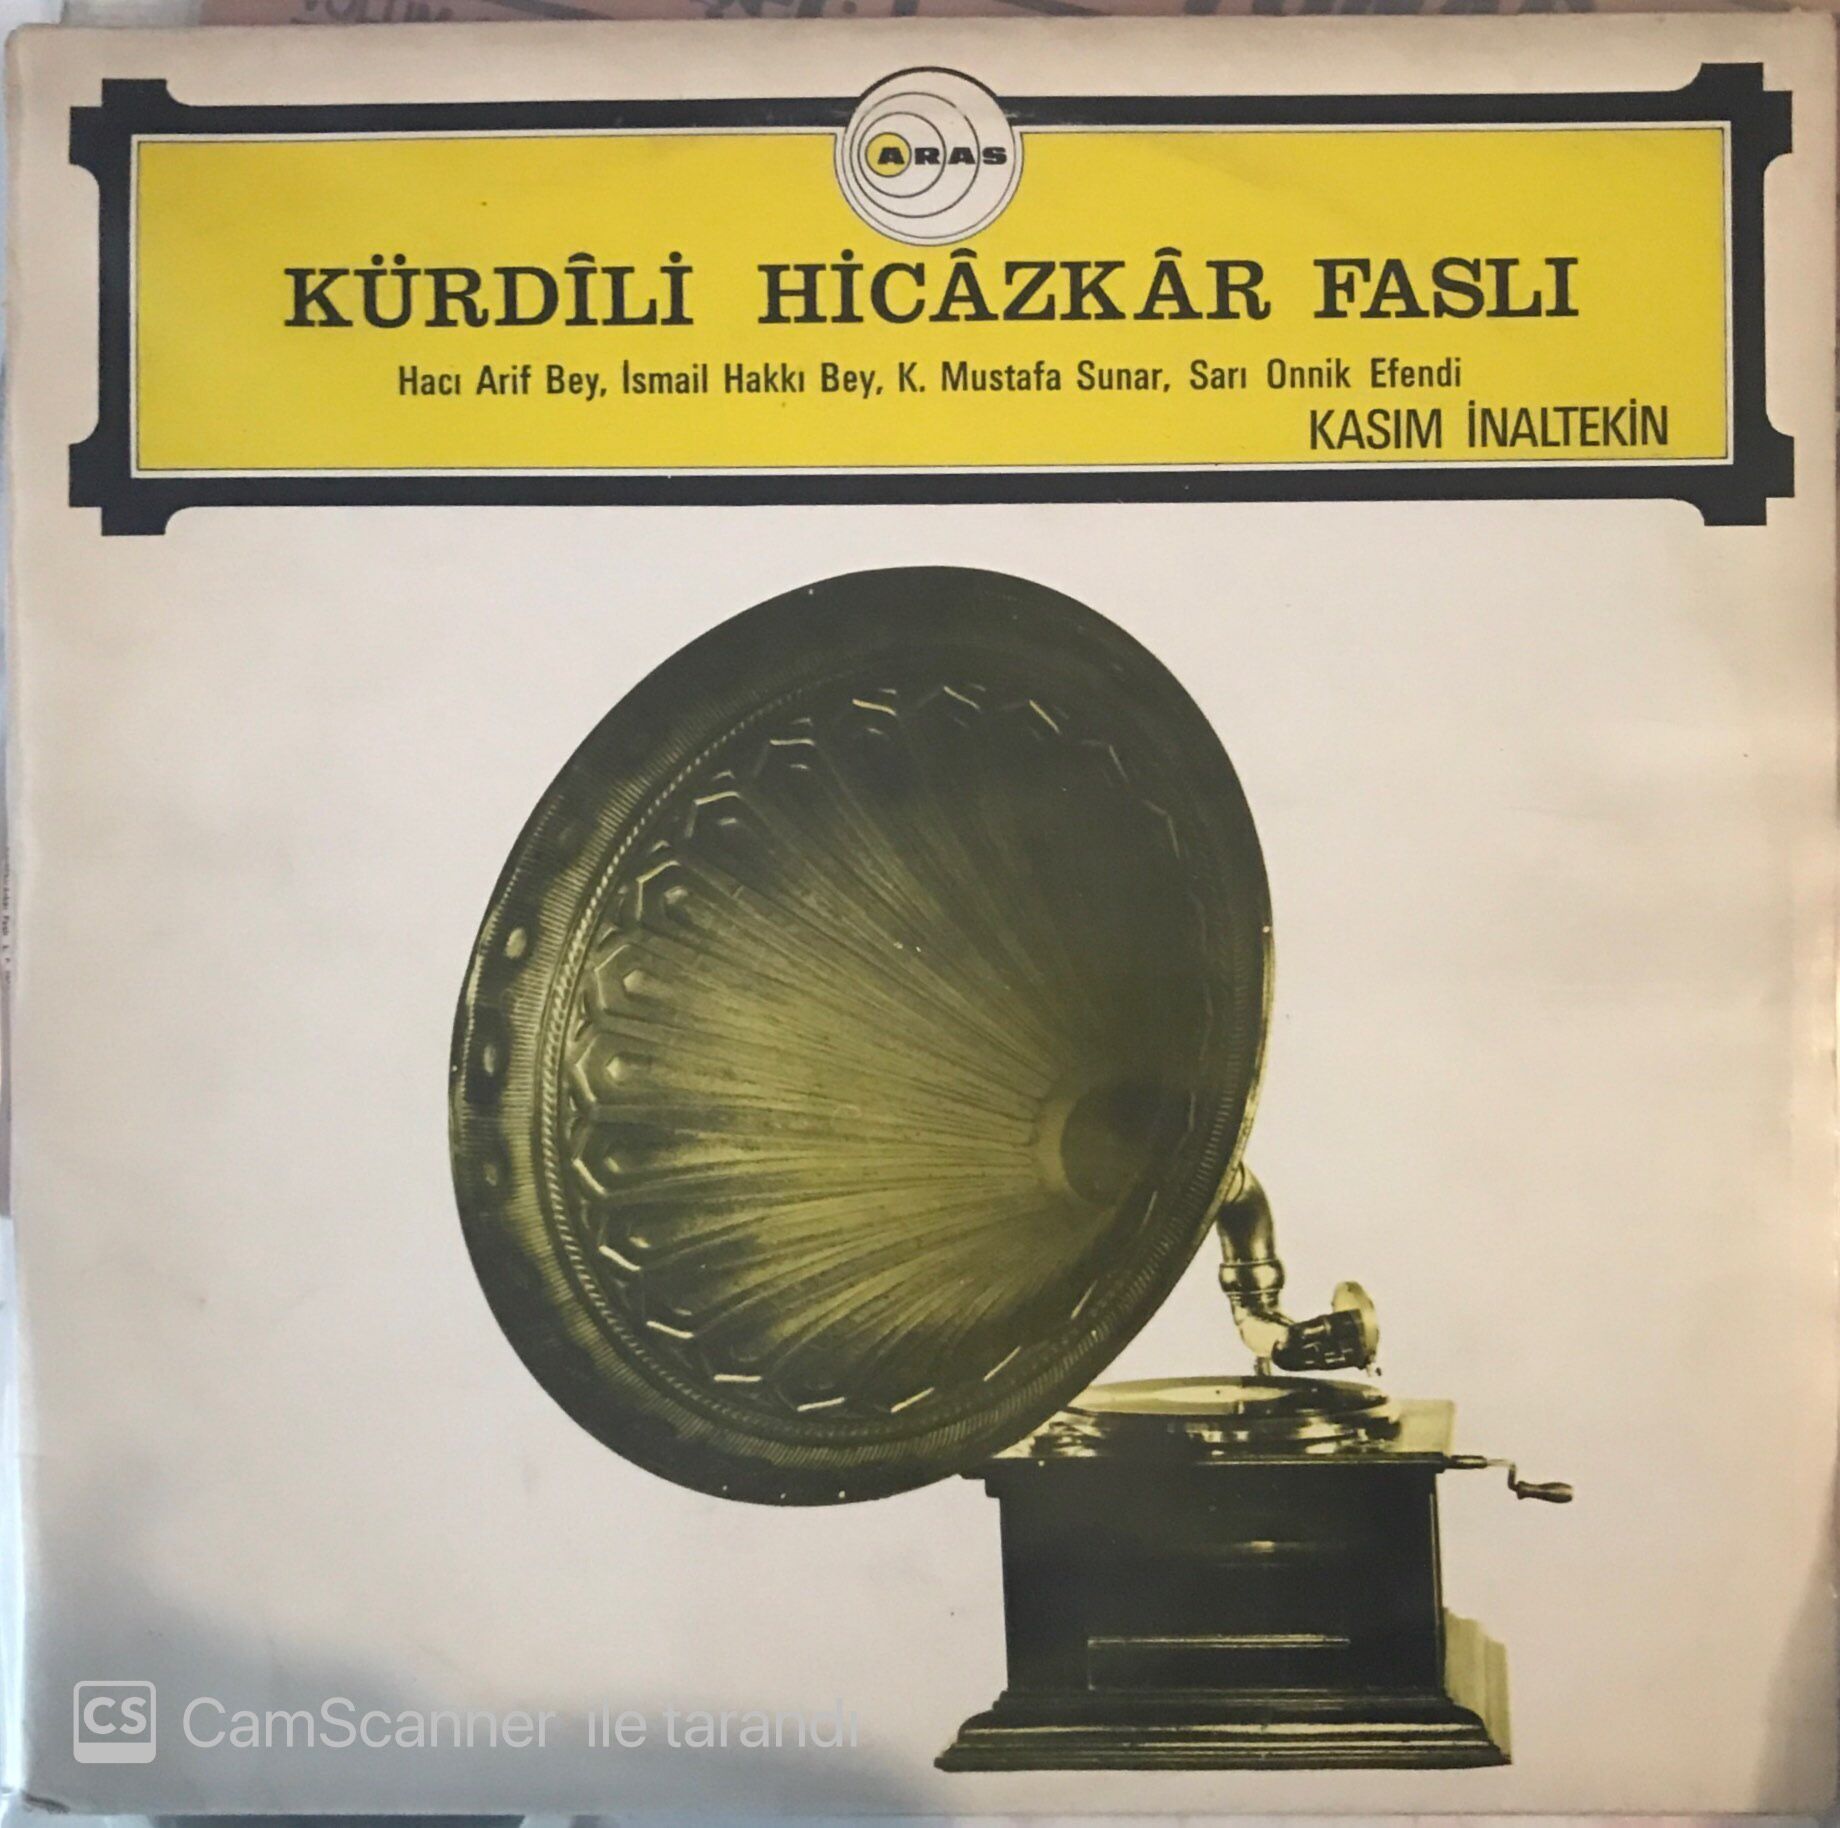 ARAS
KÜRDÎLİ HİCÂZKÂR FASLI
Hacı Arif Bey, İsmail Hakkı Bey, K. Mustafa Sunar, Sarı Onnik Efendi
KASIM İNALTEKİN
CS CamScanner ile tarandı